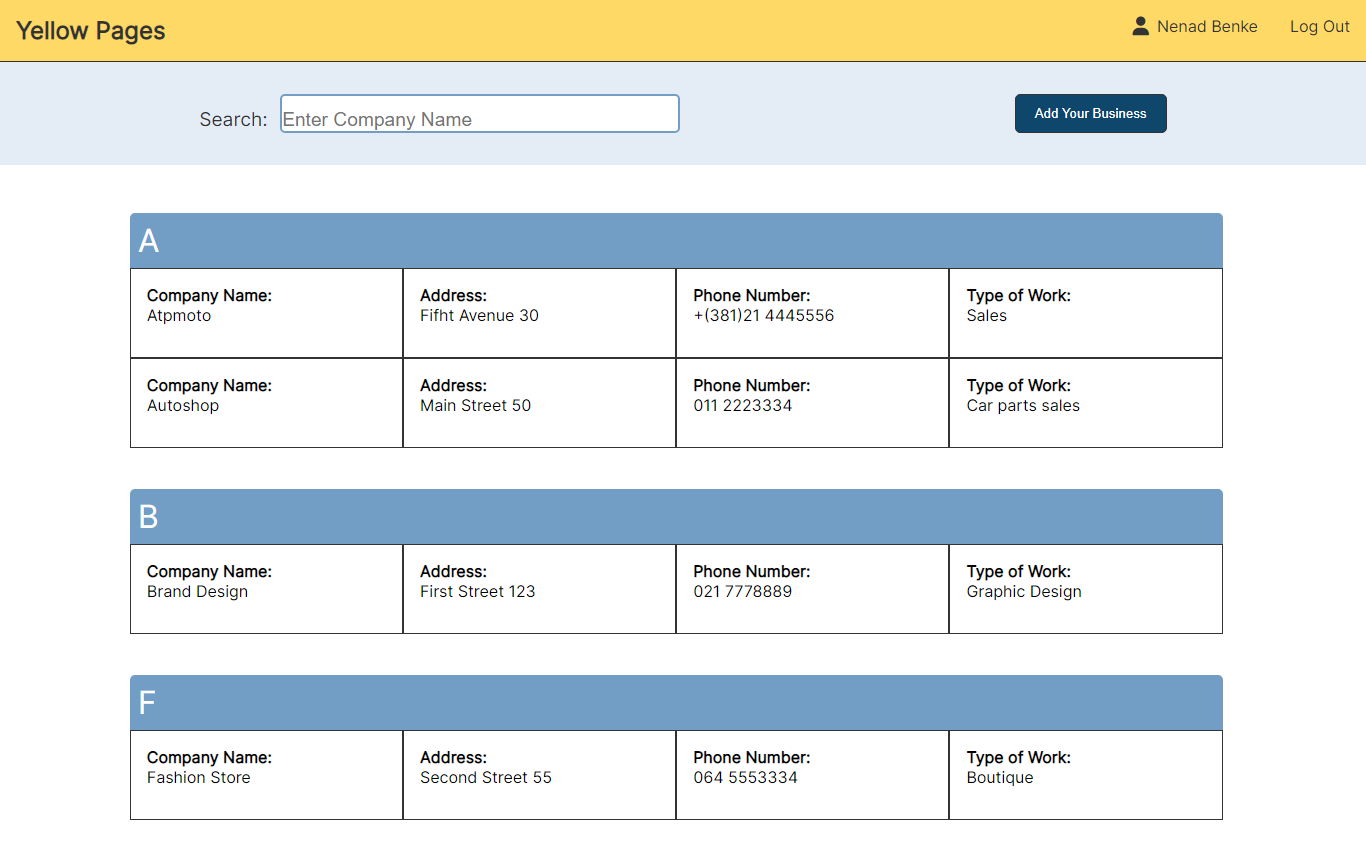 Yellow Pages
Nenad Benke
Log Out
Search:
Enter Company Name
Add Your Business
A
Company Name: Address: Phone Number: Type of Work:
Atpmoto Fifht Avenue 30 +(381)21 4445556 Sales
Company Name: Address: Phone Number: Type of Work:
Autoshop Main Street 50 011 2223334 Car parts sales
B
Company Name: Address: Phone Number: Type of Work:
Brand Design First Street 123 021 7778889 Graphic Design
F
Company Name: Address: Phone Number: Type of Work:
Fashion Store Second Street 55 064 5553334 Boutique